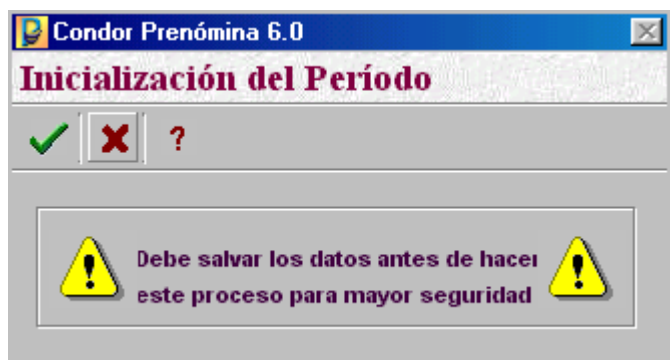 Condor Prenómina 6.0
Inicialización del Período
?
Debe salvar los datos antes de hacer
este proceso para mayor seguridad